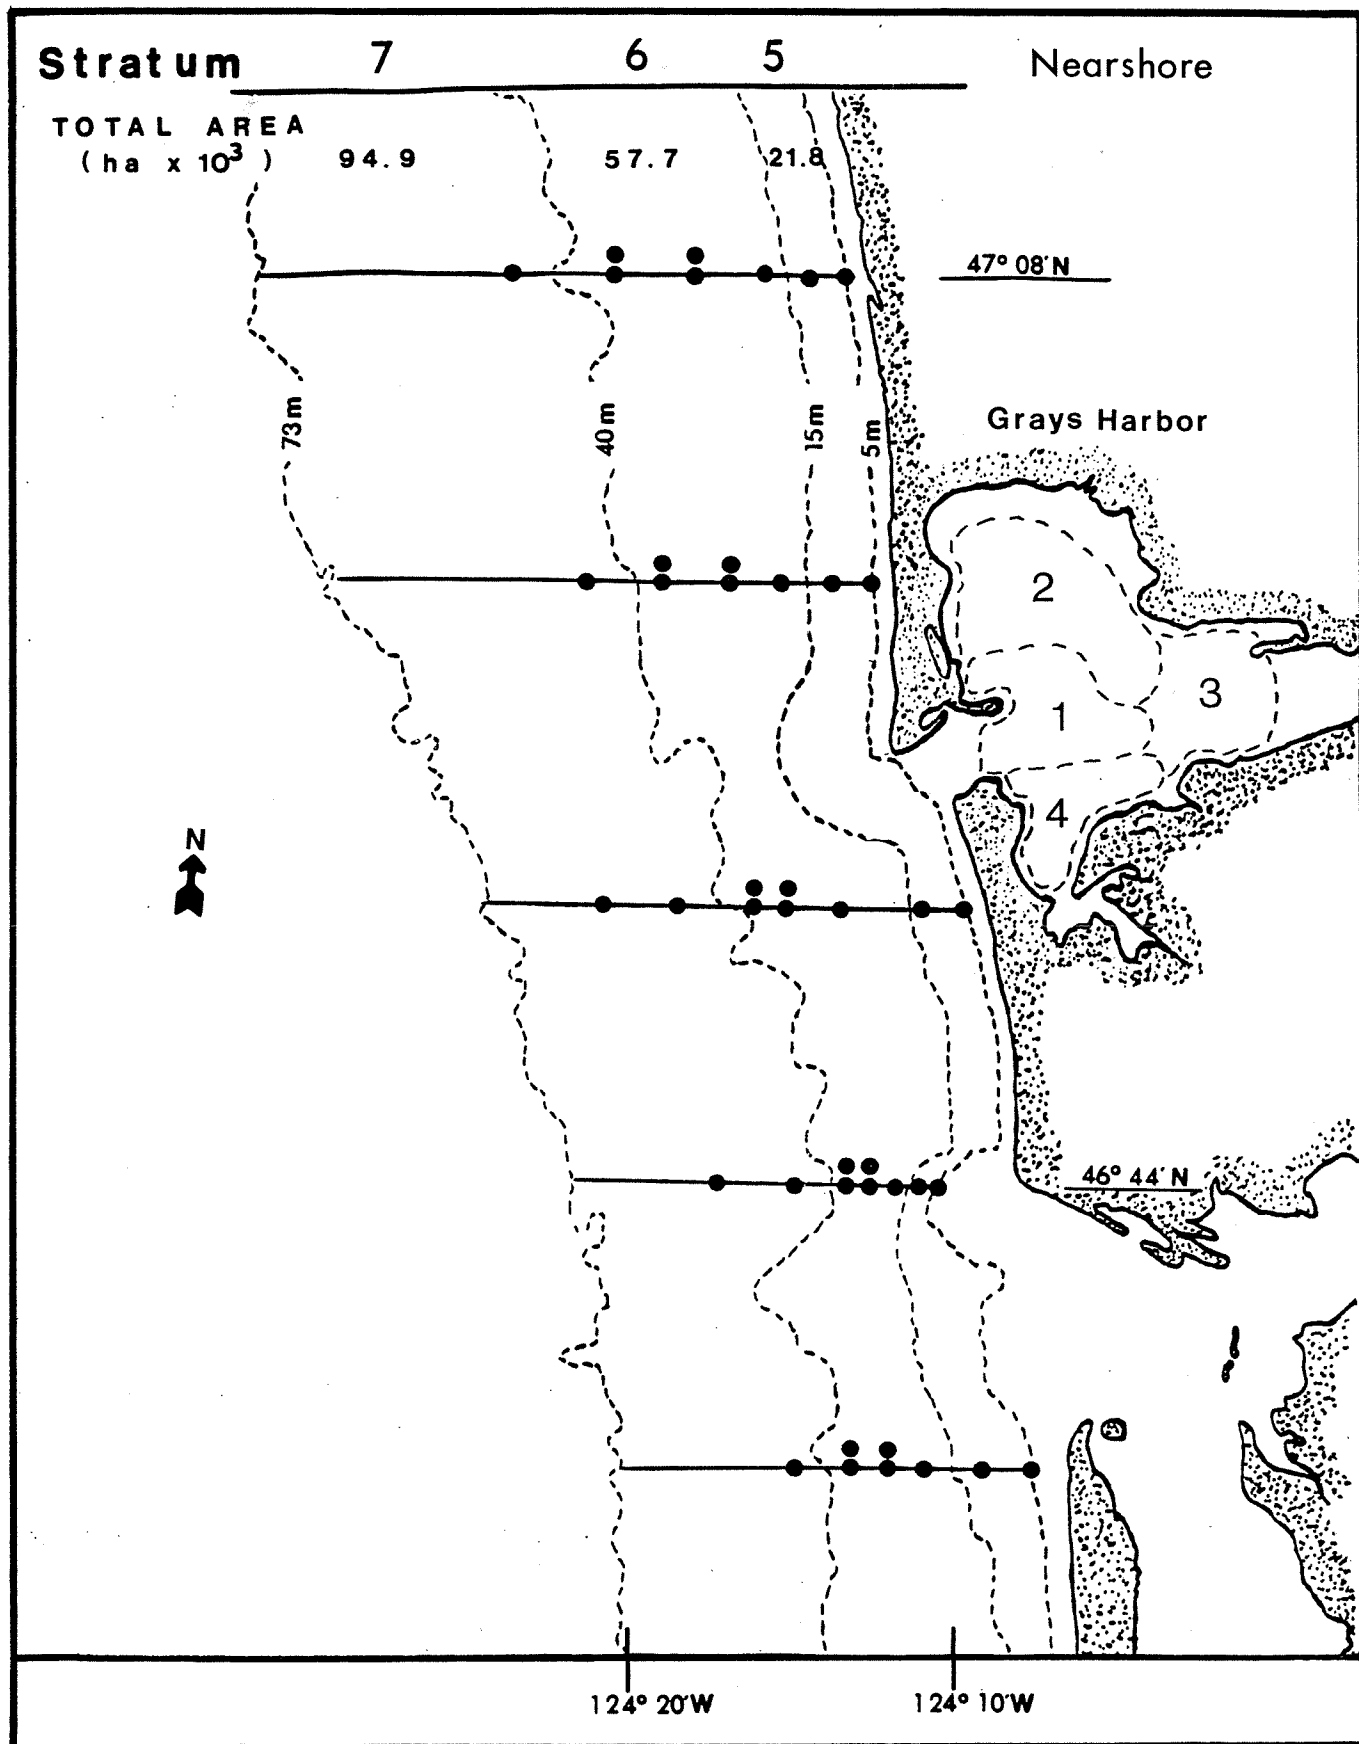 Stratum 7 6 5 Nearshore
TOTAL AREA
(ha x 10³) 94.9 57.7 21.8
47° 08'N
73m 40m 15m 5m
Grays Harbor
2
3
1
4
N
46° 44' N
124° 20'W 124° 10'W